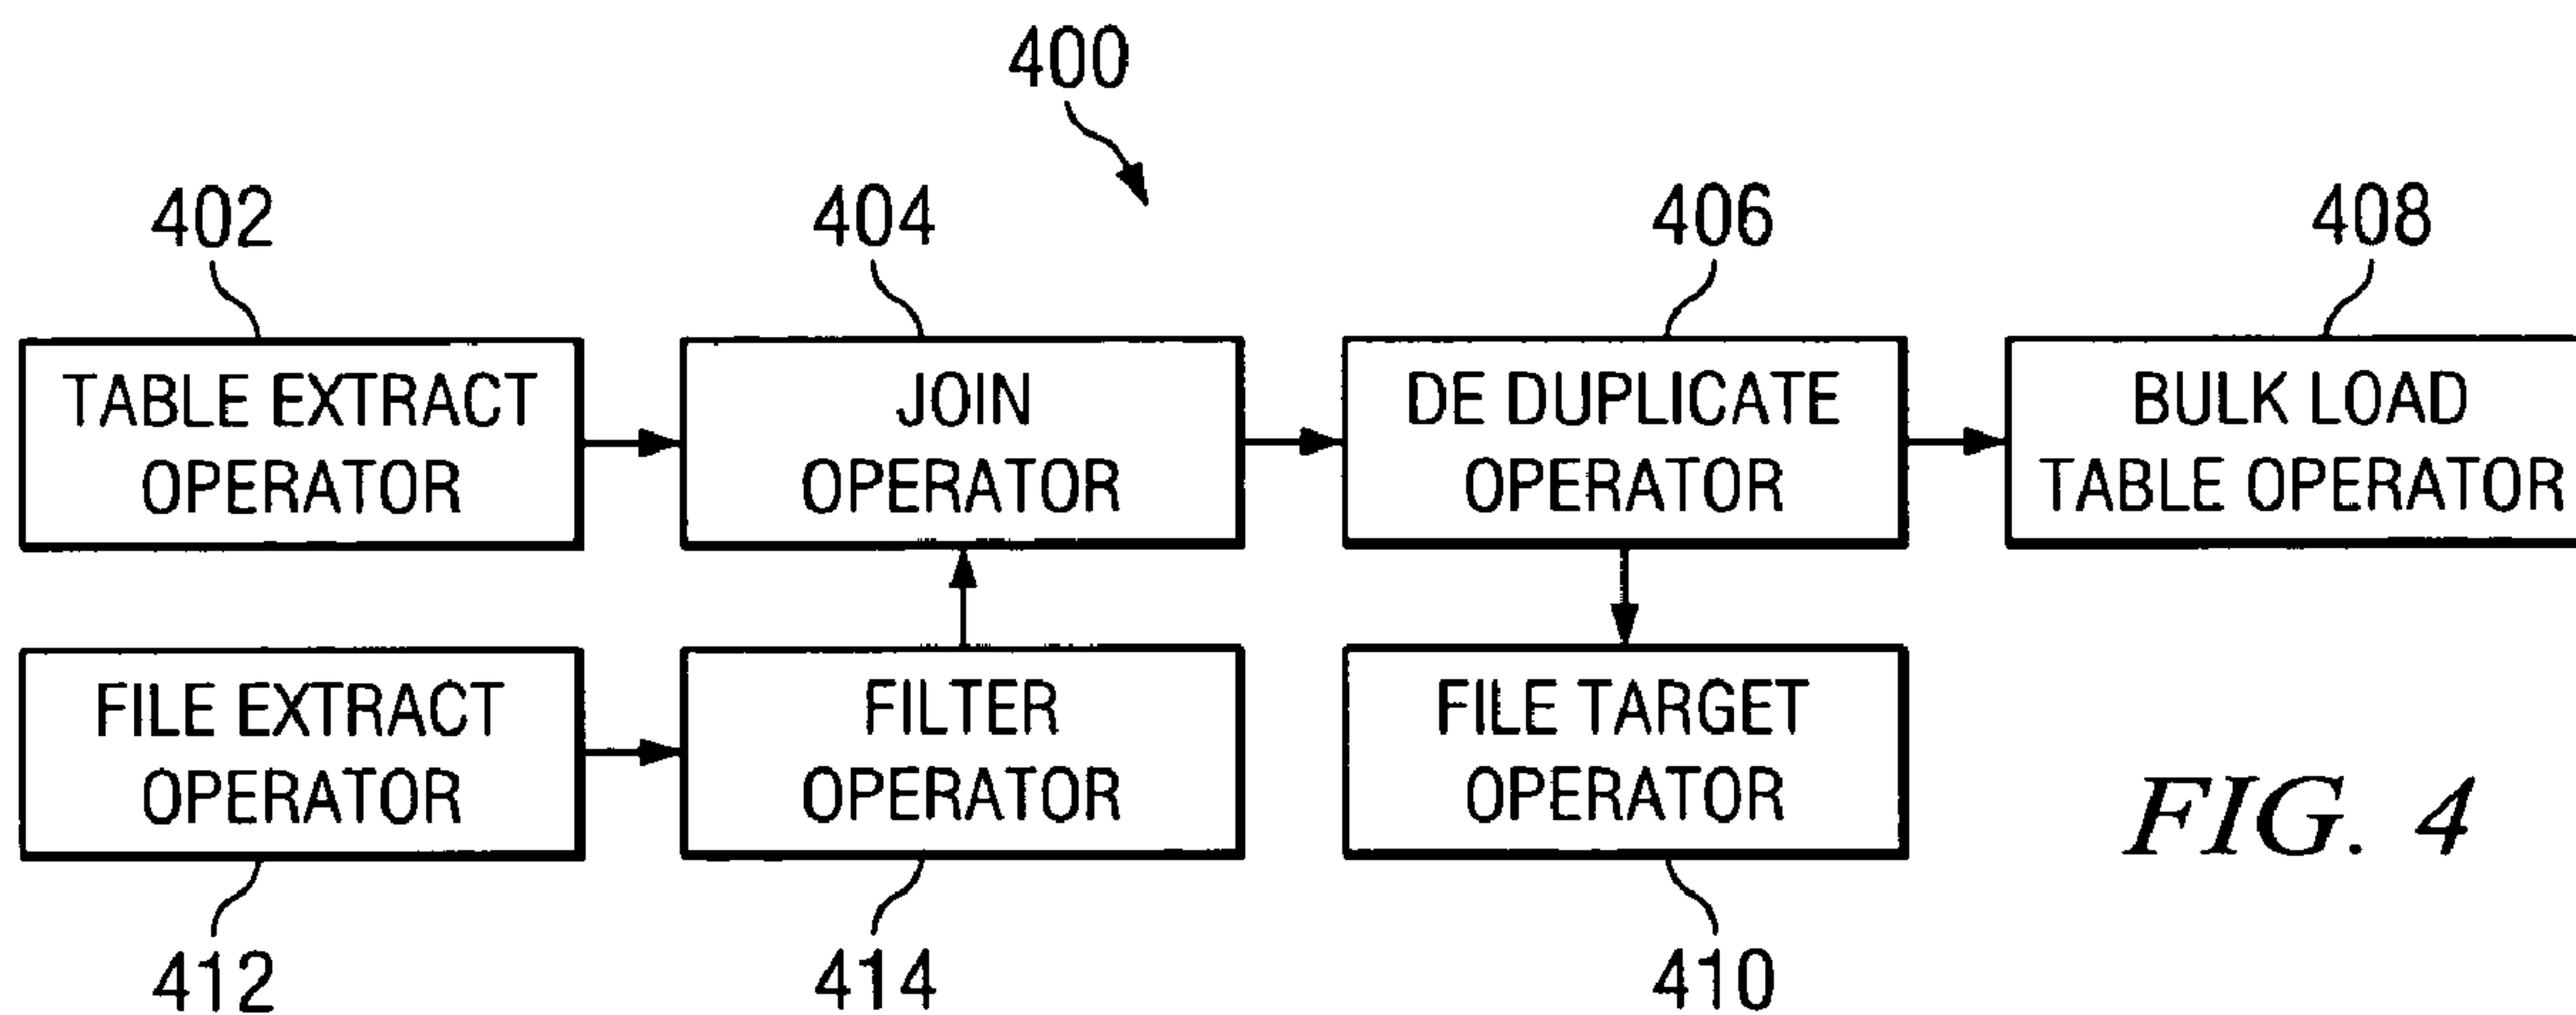 400
402
404
406
408
TABLE EXTRACT
OPERATOR
JOIN
OPERATOR
DE DUPLICATE
OPERATOR
BULK LOAD
TABLE OPERATOR
FILE EXTRACT
OPERATOR
FILTER
OPERATOR
FILE TARGET
OPERATOR
FIG. 4
412
414
410